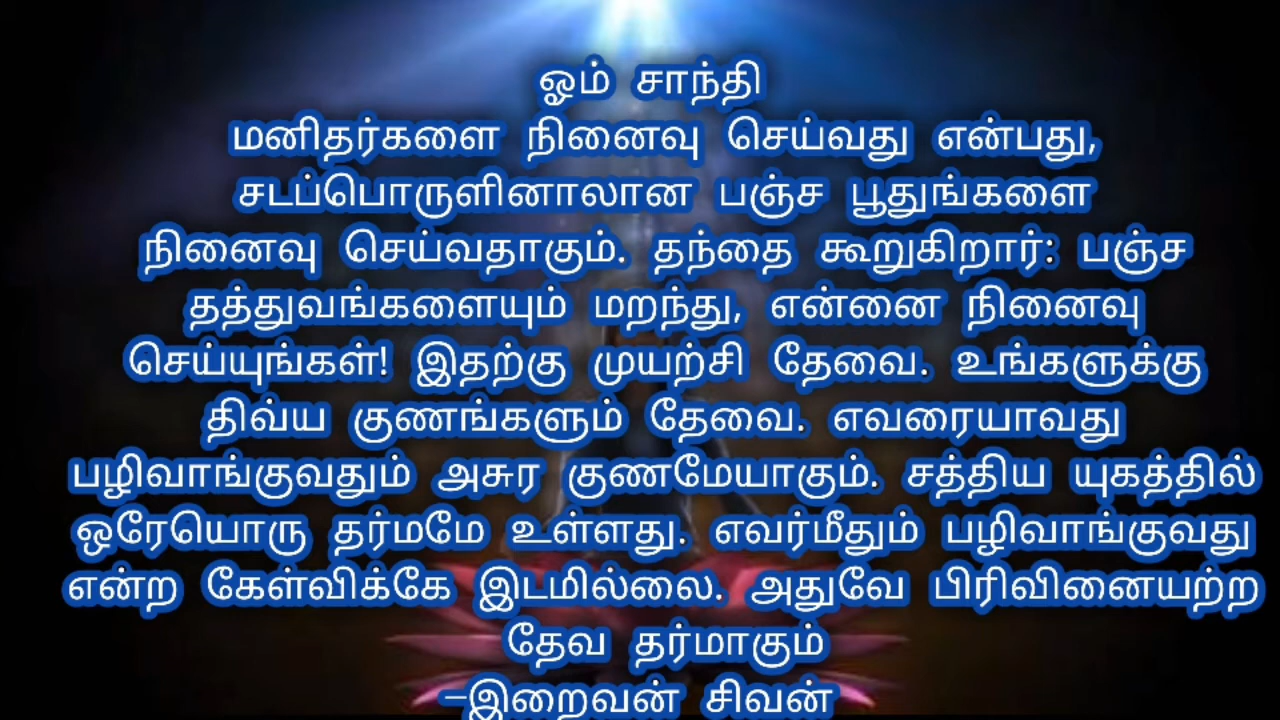 ஓம் சாந்தி
மனிதர்களை நினைவு செய்வது என்பது,
சடப்பொருளினாலான பஞ்ச பூதுங்களை
நினைவு செய்வதாகும். தந்தை கூறுகிறார்: பஞ்ச
தத்துவங்களையும் மறந்து, என்னை நினைவு
செய்யுங்கள்! இதற்கு முயற்சி தேவை. உங்களுக்கு
திவ்ய குணங்களும் தேவை. எவரையாவது
பழிவாங்குவதும் அசுர குணமேயாகும். சத்திய யுகத்தில்
ஒரேயொரு தர்மமே உள்ளது. எவர்மீதும் பழிவாங்குவது
என்ற கேள்விக்கே இடமில்லை. அதுவே பிரிவினையற்ற
தேவ தர்மாகும்
–இறைவன் சிவன்